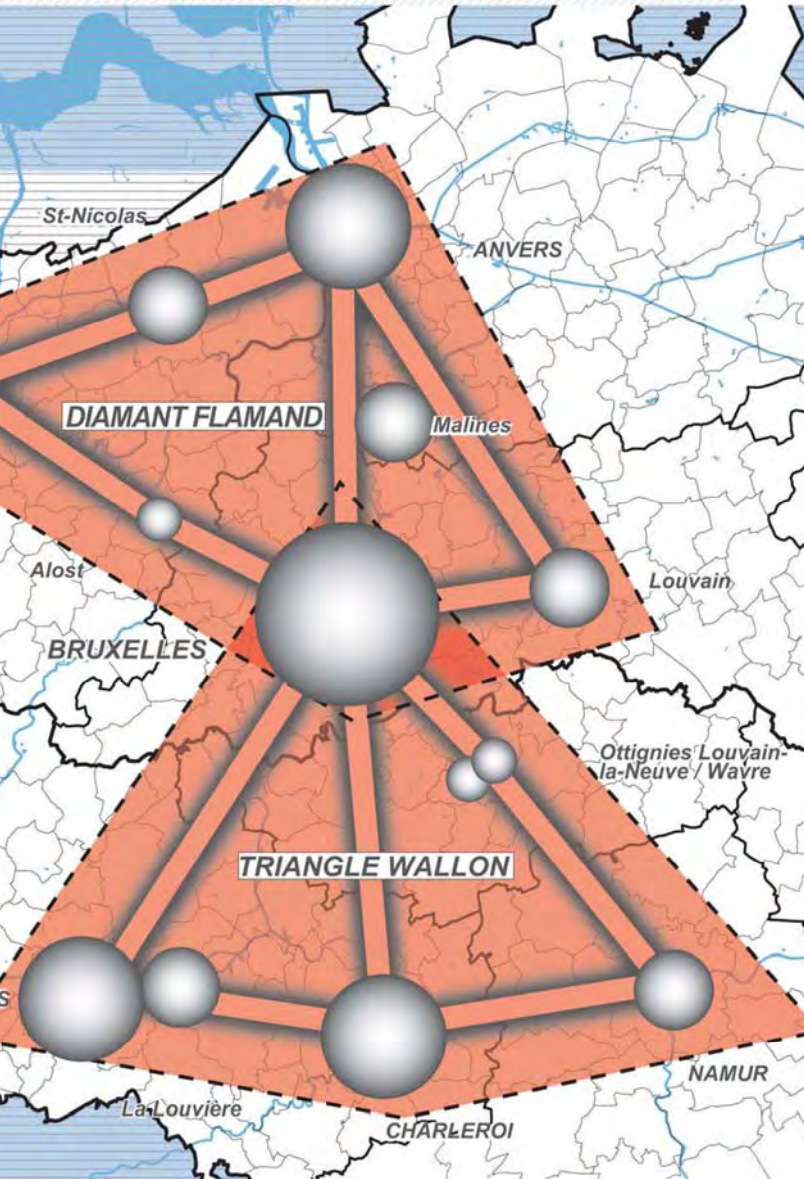 St-Nicolas
ANVERS
DIAMANT FLAMAND
Malines
Alost
Louvain
BRUXELLES
Ottignies Louvain-
la-Neuve / Wavre
TRIANGLE WALLON
S
NAMUR
La Louvière
CHARLEROI